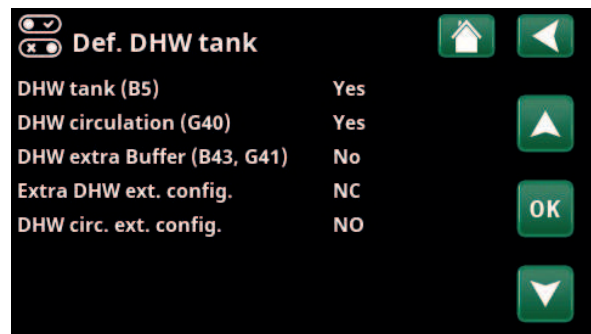 Def. DHW tank
DHW tank (B5) Yes
DHW circulation (G40) Yes
DHW extra Buffer (B43, G41) No
Extra DHW ext. config. NC
DHW circ. ext. config. NO
OK